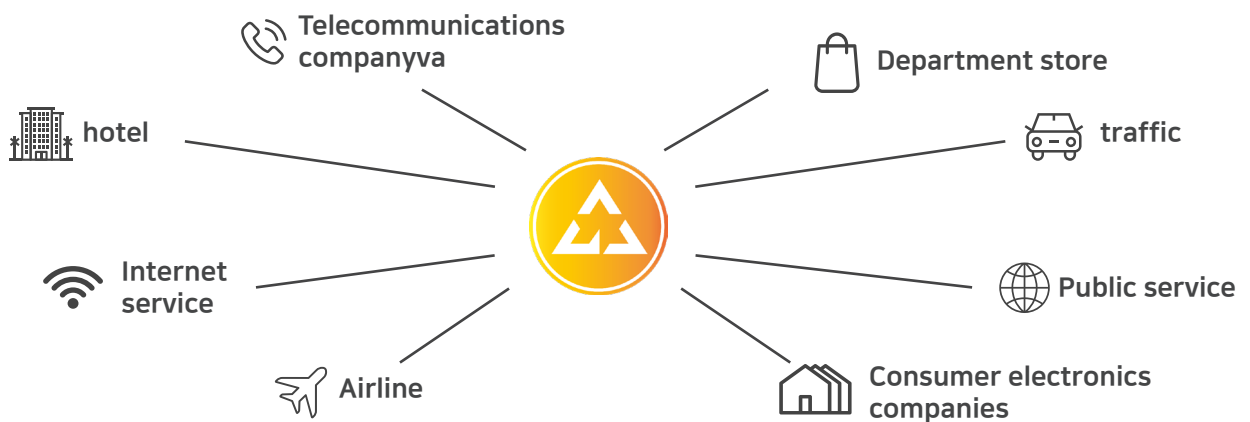 Telecommunications
companyva
Department store
hotel
traffic
Internet
service
Public service
Airline
Consumer electronics
companies